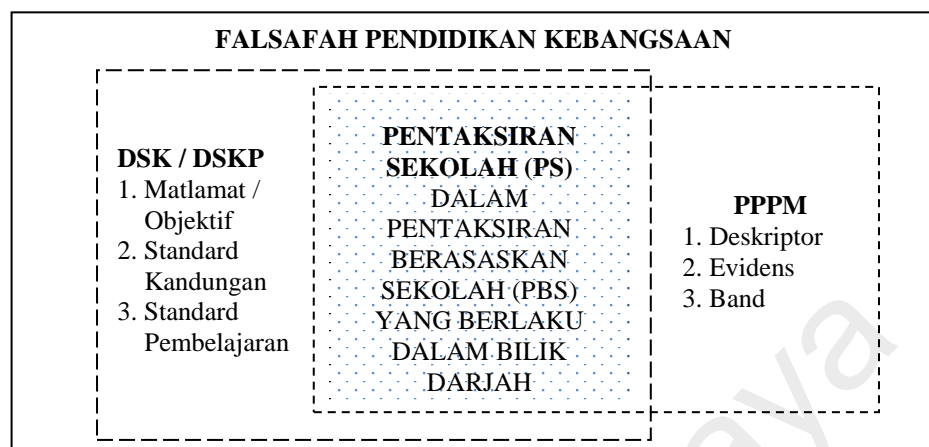 FALSAFAH PENDIDIKAN KEBANGSAAN
DSK / DSKP
1. Matlamat /
Objektif
2. Standard
Kandungan
3. Standard
Pembelajaran
PENTAKSIRAN
SEKOLAH (PS)
DALAM
PENTAKSIRAN
BERASASKAN
SEKOLAH (PBS)
YANG BERLAKU
DALAM BILIK
DARJAH
PPPM
1. Deskriptor
2. Evidens
3. Band
aya